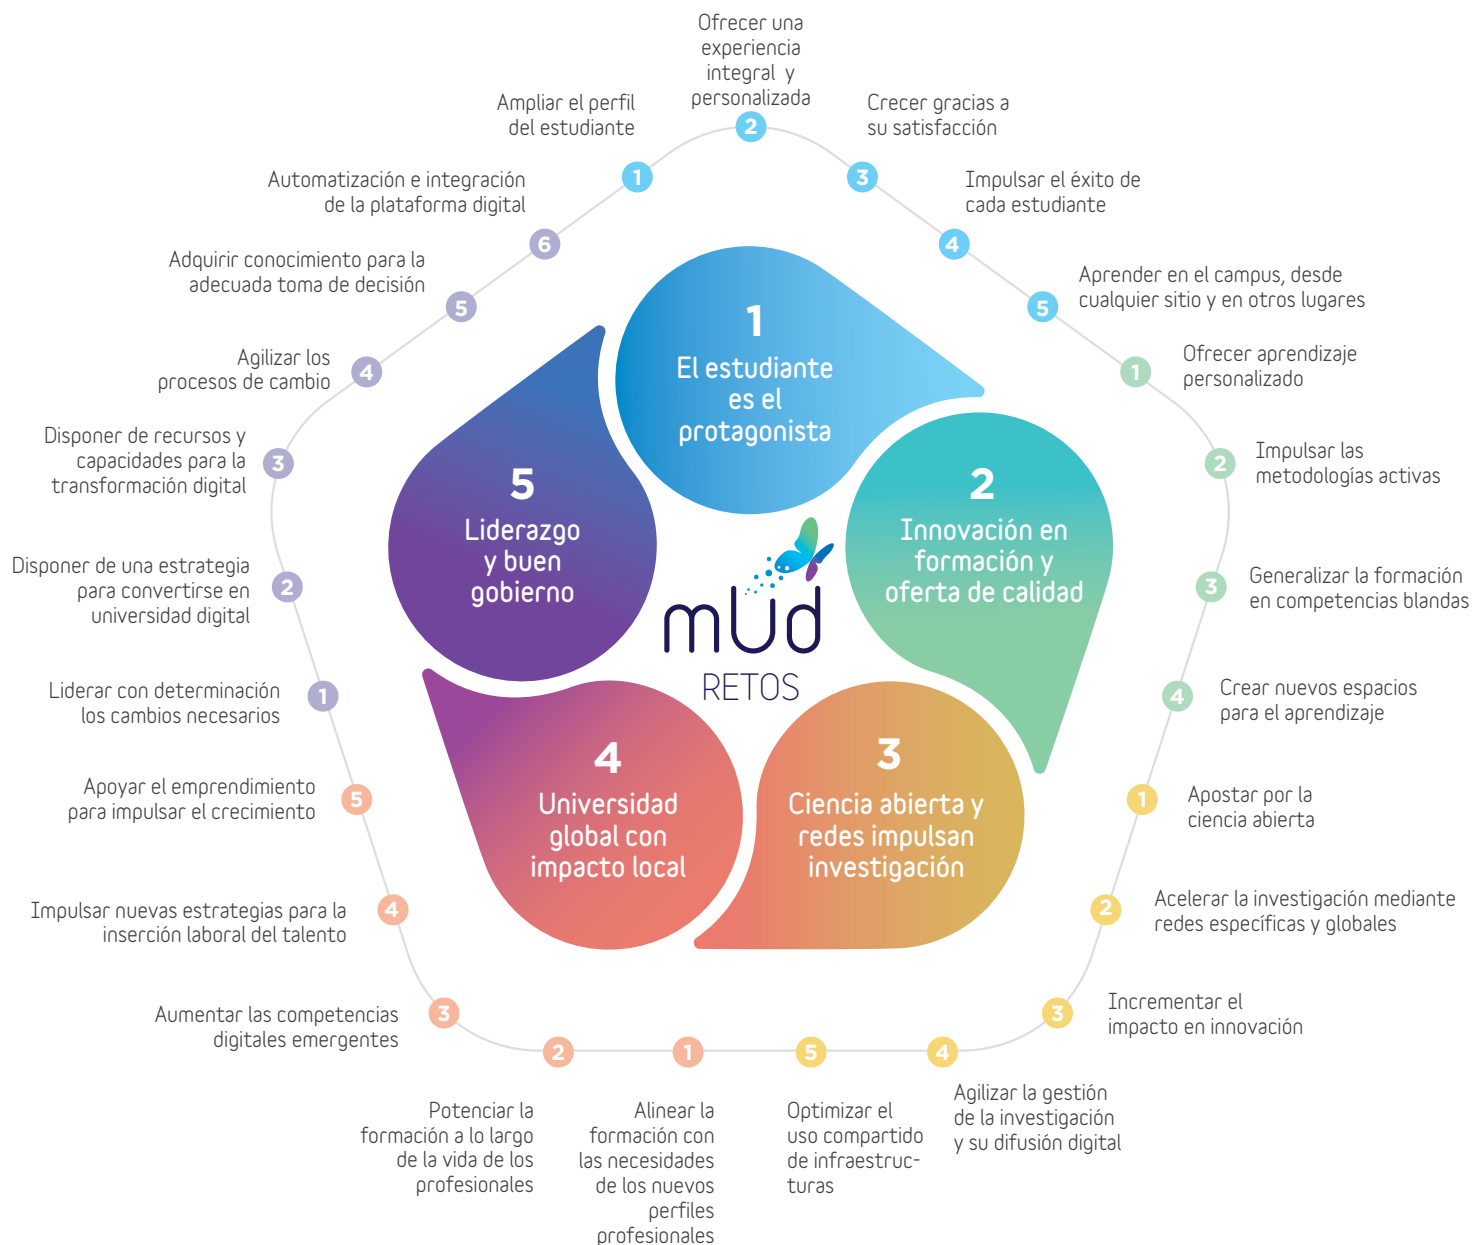 Ofrecer una
experiencia
integral y
personalizada
2
Ampliar el perfil
del estudiante
1
Crecer gracias a
su satisfacción
3
Automatización e integración
de la plataforma digital
6
Impulsar el éxito de
cada estudiante
4
Adquirir conocimiento para la
adecuada toma de decisión
5
Aprender en el campus, desde
cualquier sitio y en otros lugares
5
Agilizar los
procesos de cambio
4
Ofrecer aprendizaje
personalizado
1
Disponer de recursos y
capacidades para la
transformación digital
3
Impulsar las
metodologías activas
2
Disponer de una estrategia
para convertirse en
universidad digital
2
Generalizar la formación
en competencias blandas
3
Liderar con determinación
los cambios necesarios
1
Crear nuevos espacios
para el aprendizaje
4
Apoyar el emprendimiento
para impulsar el crecimiento
5
Apostar por la
ciencia abierta
1
Impulsar nuevas estrategias para la
inserción laboral del talento
4
Acelerar la investigación mediante
redes específicas y globales
2
Aumentar las competencias
digitales emergentes
3
Incrementar el
impacto en innovación
3
Potenciar la
formación a lo largo
de la vida de los
profesionales
2
Alinear la
formación con
las necesidades
de los nuevos
perfiles
profesionales
1
Optimizar el
uso compartido
de infraestruc-
turas
5
Agilizar la gestión
de la investigación
y su difusión digital
4
1
El estudiante
es el
protagonista
2
Innovación en
formación y
oferta de calidad
3
Ciencia abierta y
redes impulsan
investigación
4
Universidad
global con
impacto local
5
Liderazgo
y buen
gobierno
mUd
RETOS